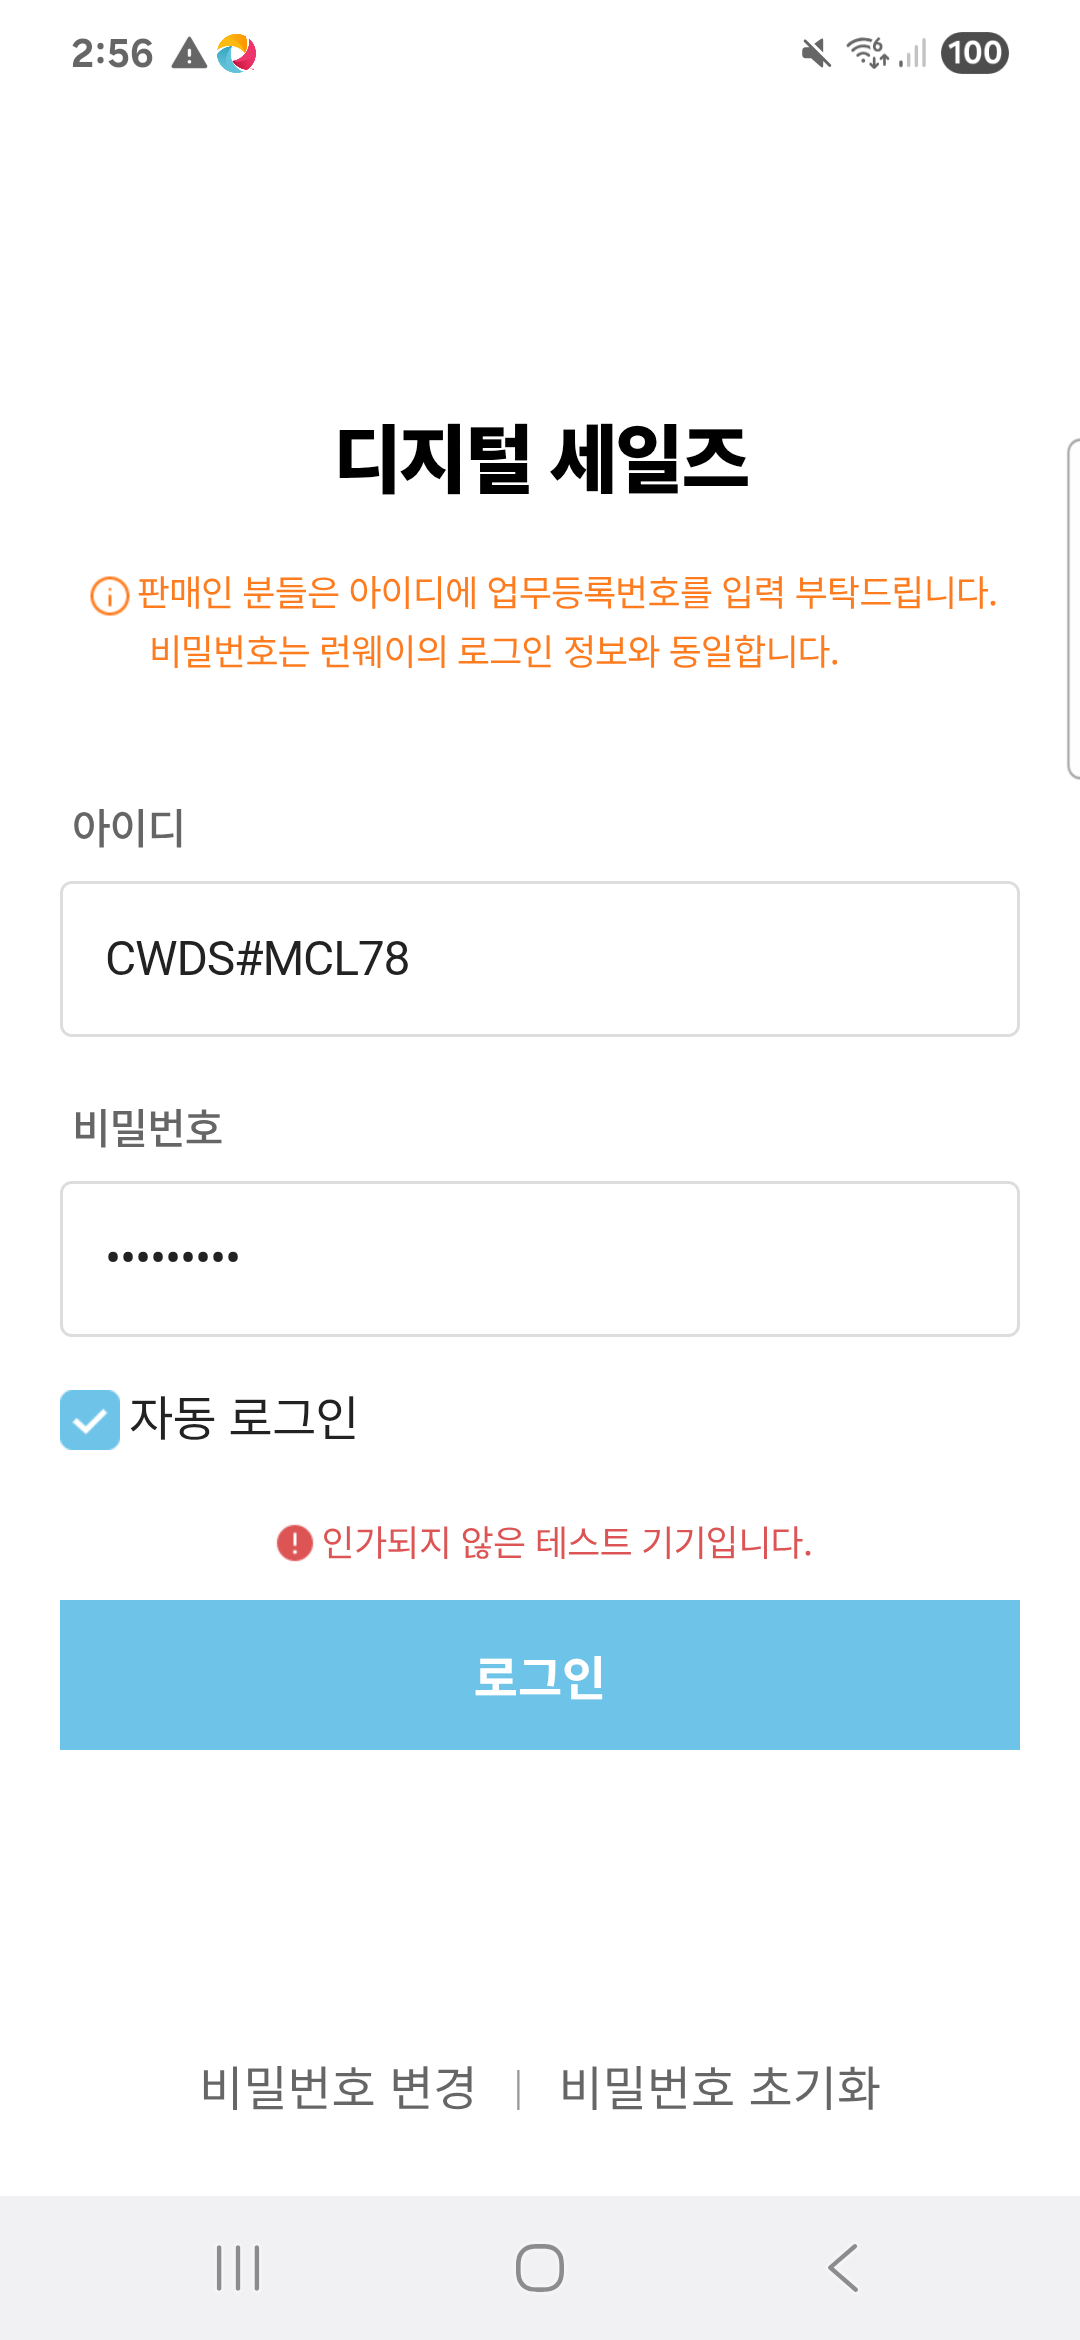 2:56
6
100
디지털 세일즈
판매인 분들은 아이디에 업무등록번호를 입력 부탁드립니다.
비밀번호는 런웨이의 로그인 정보와 동일합니다.
아이디
CWDS#MCL78
비밀번호
•••••••••
자동 로그인
인가되지 않은 테스트 기기입니다.
로그인
비밀번호 변경 | 비밀번호 초기화